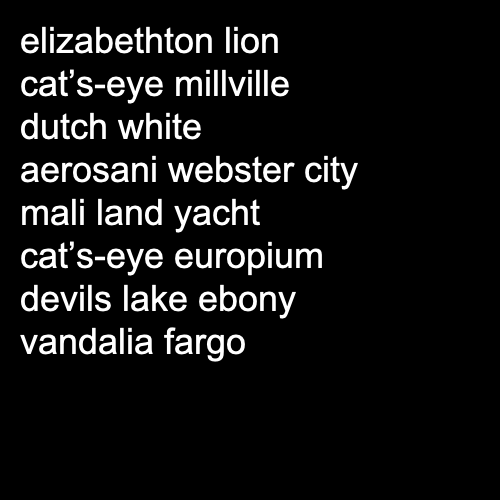 elizabethton lion
cat’s-eye millville
dutch white
aerosani webster city
mali land yacht
cat’s-eye europium
devils lake ebony
vandalia fargo